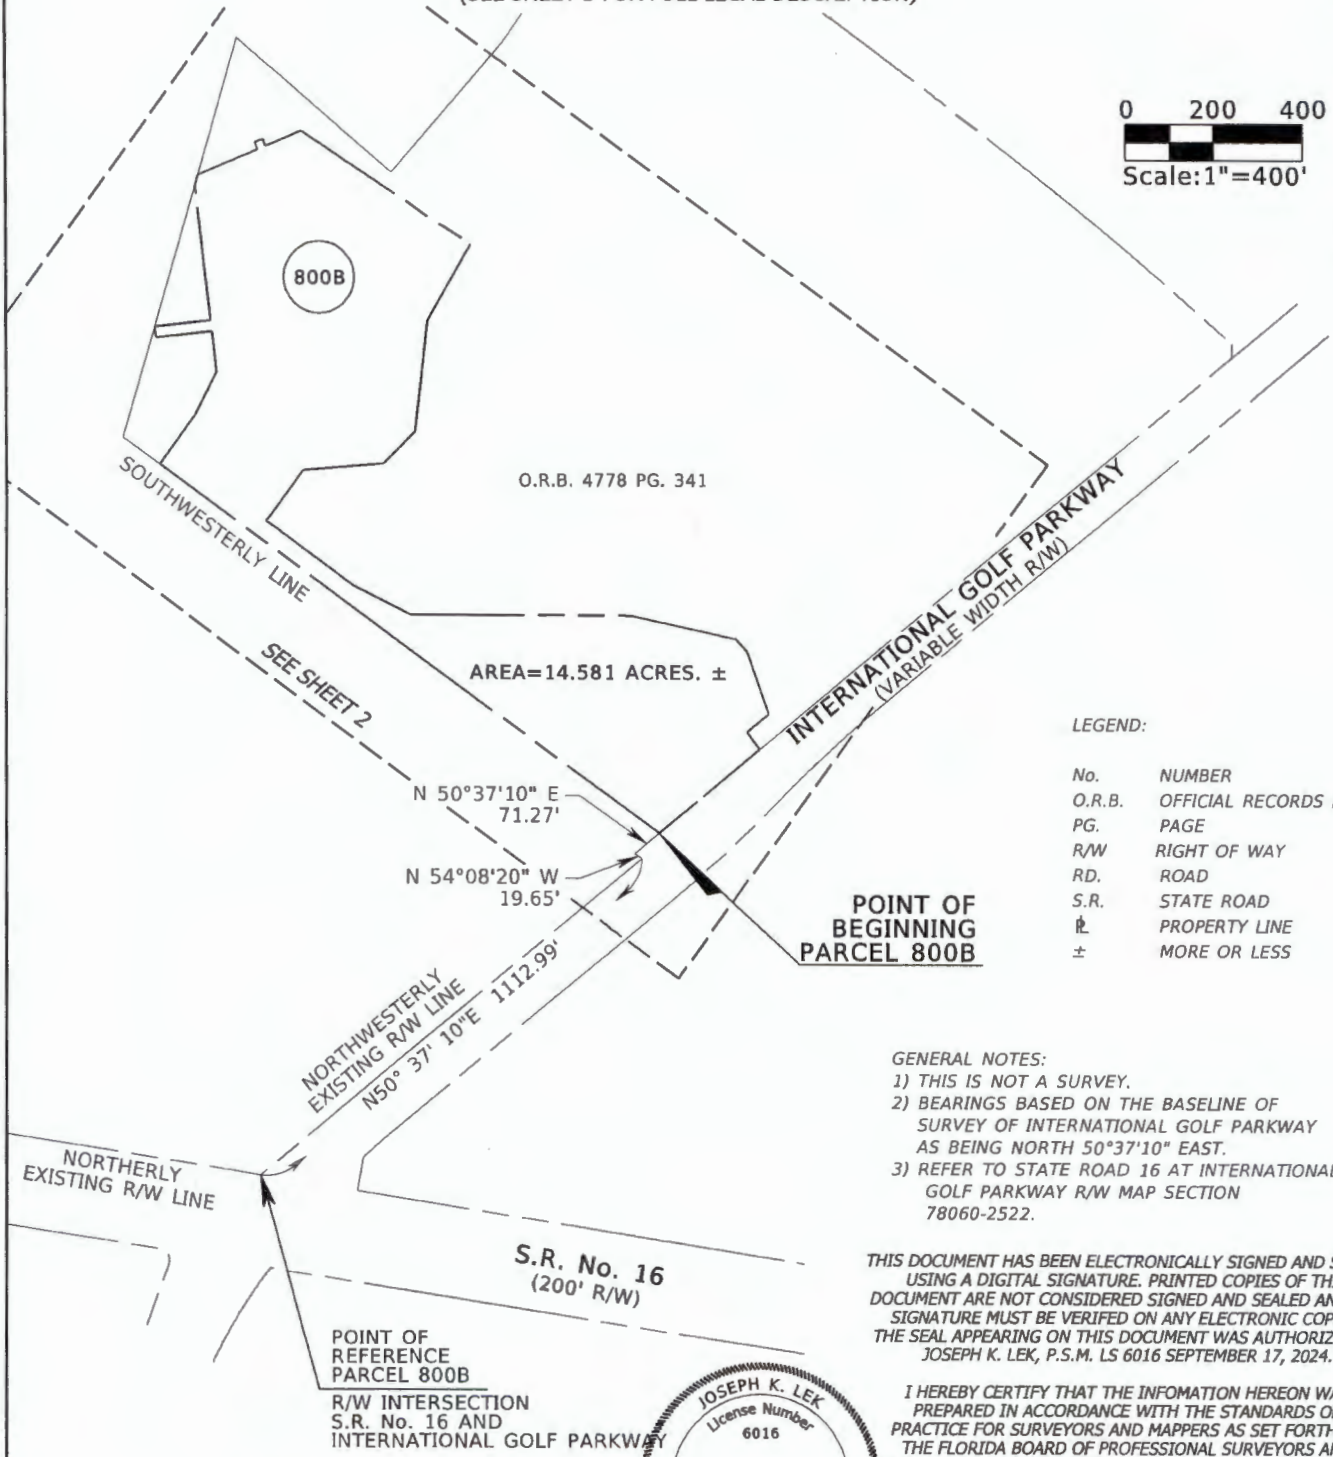 0 200 400
Scale:1"=400'
800B
O.R.B. 4778 PG. 341
SOUTHWESTERLY LINE
SEE SHEET 2
AREA=14.581 ACRES. ±
INTERNATIONAL GOLF PARKWAY
(VARIABLE WIDTH R/W)
N 50°37'10" E
71.27'
N 54°08'20" W
19.65'
POINT OF
BEGINNING
PARCEL 800B
LEGEND:
No. NUMBER
O.R.B. OFFICIAL RECORDS
PG. PAGE
R/W RIGHT OF WAY
RD. ROAD
S.R. STATE ROAD
PROPERTY LINE
± MORE OR LESS
NORTHWESTERLY
EXISTING R/W LINE
N50° 37' 10"E 1112.99'
GENERAL NOTES:
1) THIS IS NOT A SURVEY.
2) BEARINGS BASED ON THE BASELINE OF
SURVEY OF INTERNATIONAL GOLF PARKWAY
AS BEING NORTH 50°37'10" EAST.
3) REFER TO STATE ROAD 16 AT INTERNATIONAL
GOLF PARKWAY R/W MAP SECTION
78060-2522.
NORTHERLY
EXISTING R/W LINE
S.R. No. 16
(200' R/W)
POINT OF
REFERENCE
PARCEL 800B
R/W INTERSECTION
S.R. No. 16 AND
INTERNATIONAL GOLF PARKWAY
THIS DOCUMENT HAS BEEN ELECTRONICALLY SIGNED AND
USING A DIGITAL SIGNATURE. PRINTED COPIES OF
DOCUMENT ARE NOT CONSIDERED SIGNED AND SEALED
SIGNATURE MUST BE VERIFED ON ANY ELECTRONIC
THE SEAL APPEARING ON THIS DOCUMENT WAS
JOSEPH K. LEK, P.S.M. LS 6016 SEPTEMBER 17, 2024.
I HEREBY CERTIFY THAT THE INFOMATION HEREON
PREPARED IN ACCORDANCE WITH THE STANDARDS
PRACTICE FOR SURVEYORS AND MAPPERS AS SET FORTH
THE FLORIDA BOARD OF PROFESSIONAL SURVEYORS
JOSEPH K. LEK
License Number
6016